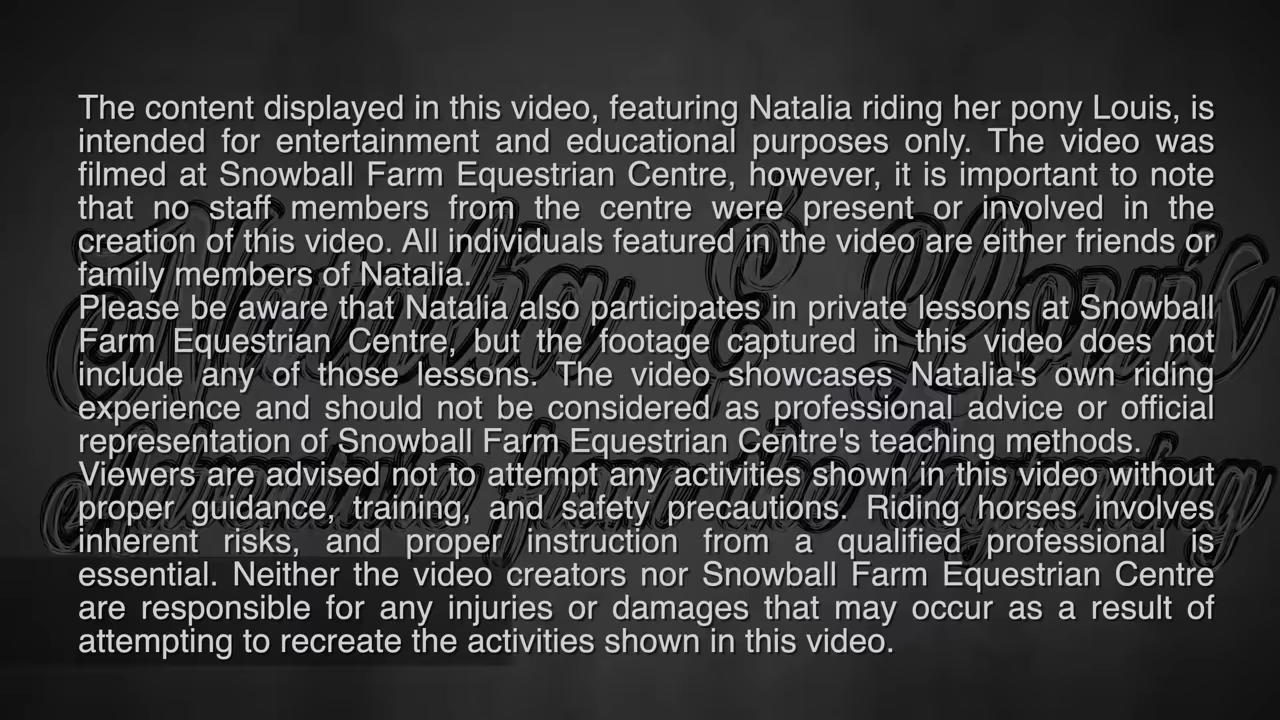 The content displayed in this video, featuring Natalia riding her pony Louis, is
intended for entertainment and educational purposes only. The video was
filmed at Snowball Farm Equestrian Centre, however, it is important to note
that no staff members from the centre were present or involved in the
creation of this video. All individuals featured in the video are either friends or
family members of Natalia.
Please be aware that Natalia also participates in private lessons at Snowball
Farm Equestrian Centre, but the footage captured in this video does not
include any of those lessons. The video showcases Natalia's own riding
experience and should not be considered as professional advice or official
representation of Snowball Farm Equestrian Centre's teaching methods.
Viewers are advised not to attempt any activities shown in this video without
proper guidance, training, and safety precautions. Riding horses involves
inherent risks, and proper instruction from a qualified professional is
essential. Neither the video creators nor Snowball Farm Equestrian Centre
are responsible for any injuries or damages that may occur as a result of
attempting to recreate the activities shown in this video.
Natalia & Louis